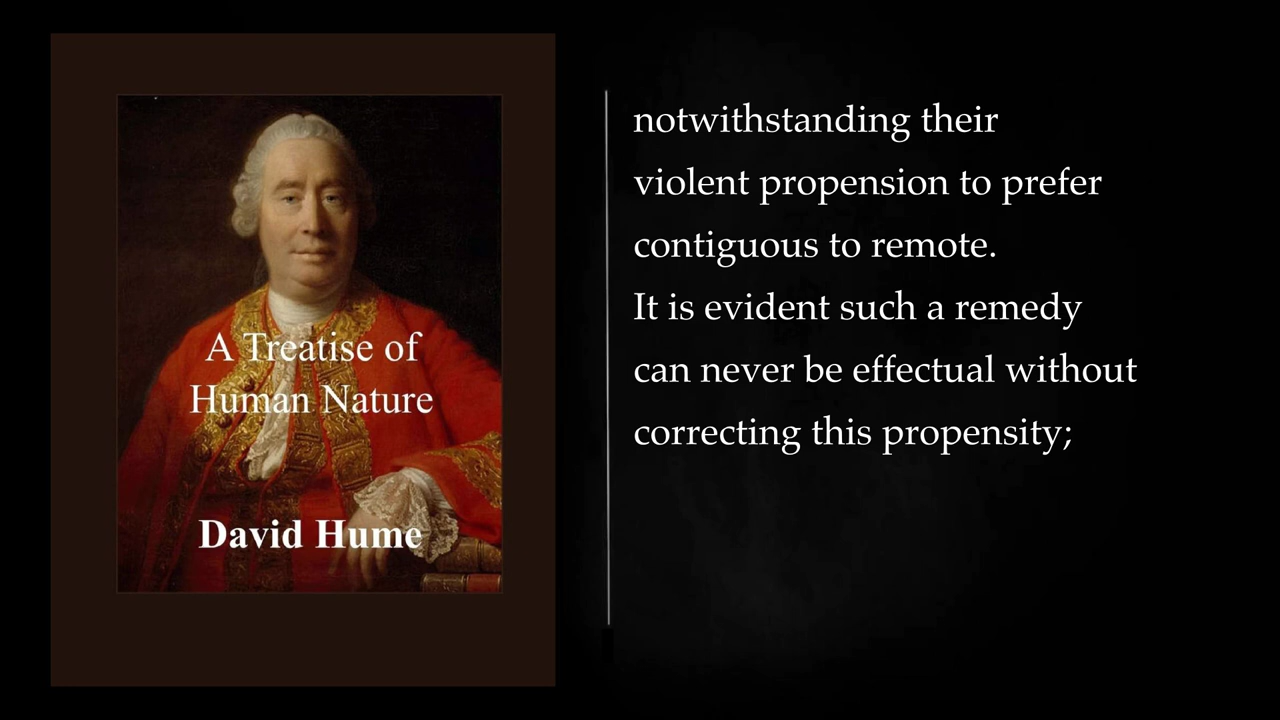 A Treatise of
Human Nature
David Hume
notwithstanding their
violent propension to prefer
contiguous to remote.
It is evident such a remedy
can never be effectual without
correcting this propensity;